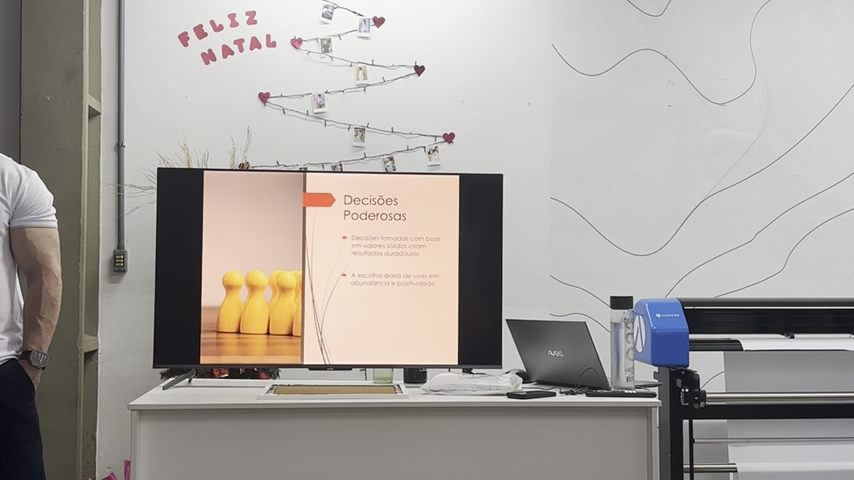 FELIZ
NATAL
Decisões
Poderosas
Decisões tomadas com base
em valores sólidos criam
resultados duradouros.
A escolha diária de viver em
abundância e positividade.
AVELL